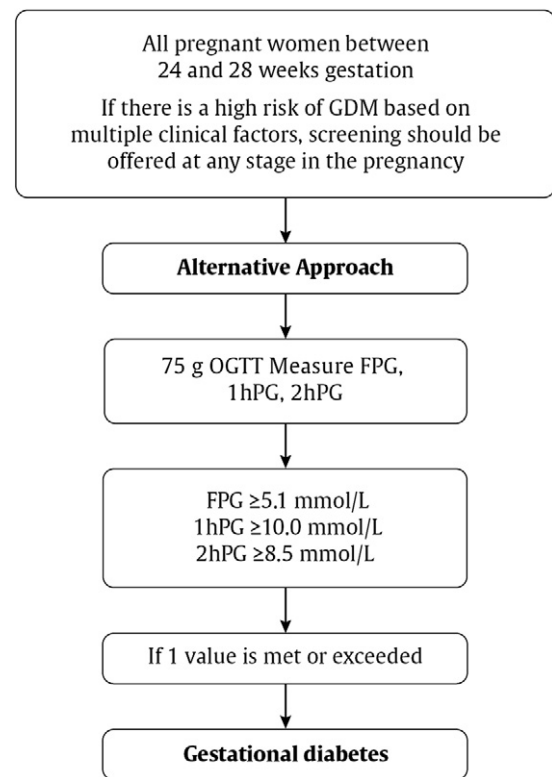 All pregnant women between
24 and 28 weeks gestation
If there is a high risk of GDM based on
multiple clinical factors, screening should be
offered at any stage in the pregnancy
Alternative Approach
75 g OGTT Measure FPG,
1hPG, 2hPG
FPG ≥5.1 mmol/L
1hPG ≥10.0 mmol/L
2hPG ≥8.5 mmol/L
If 1 value is met or exceeded
Gestational diabetes